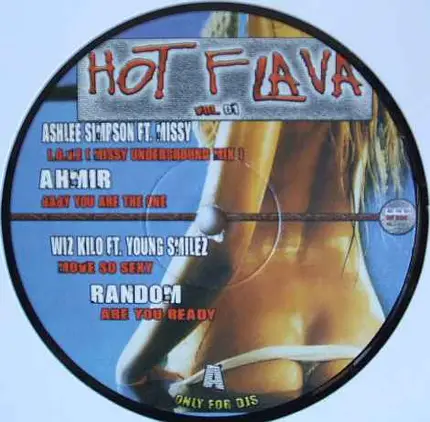 HOT FLAVA
VOL. 01
ASHLEE SIMPSON FT. MISSY
L.O.V.E ( MISSY UNDERGROUND MIX )
AHMIR
BABY YOU ARE THE ONE
WIZ KILO FT. YOUNG SMILEZ
MOVE SO SEXY
RANDOM
ARE YOU READY
A
ONLY FOR DJS